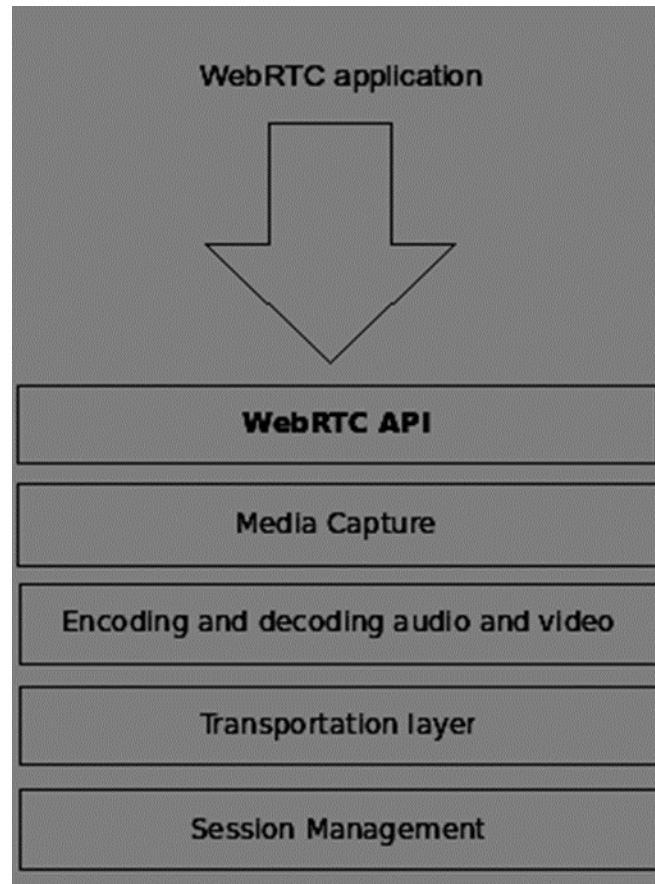 WebRTC application
WebRTC API
Media Capture
Encoding and decoding audio and video
Transportation layer
Session Management